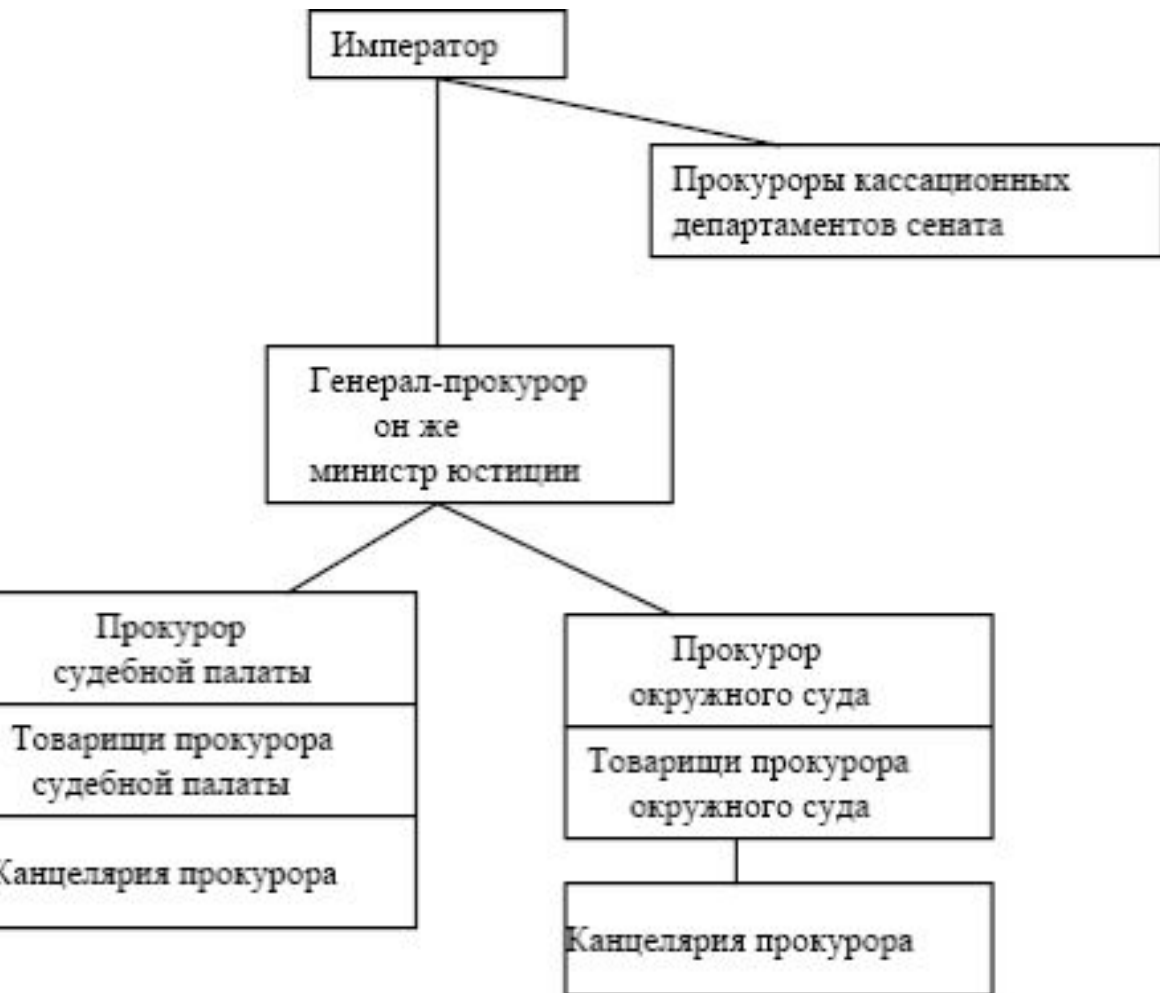 Император
Прокуроры кассационных
департаментов сената
Генерал-прокурор
он же
министр юстиции
Прокурор
судебной палаты
Товарищи прокурора
судебной палаты
Канцелярия прокурора
Прокурор
окружного суда
Товарищи прокурора
окружного суда
Канцелярия прокурора